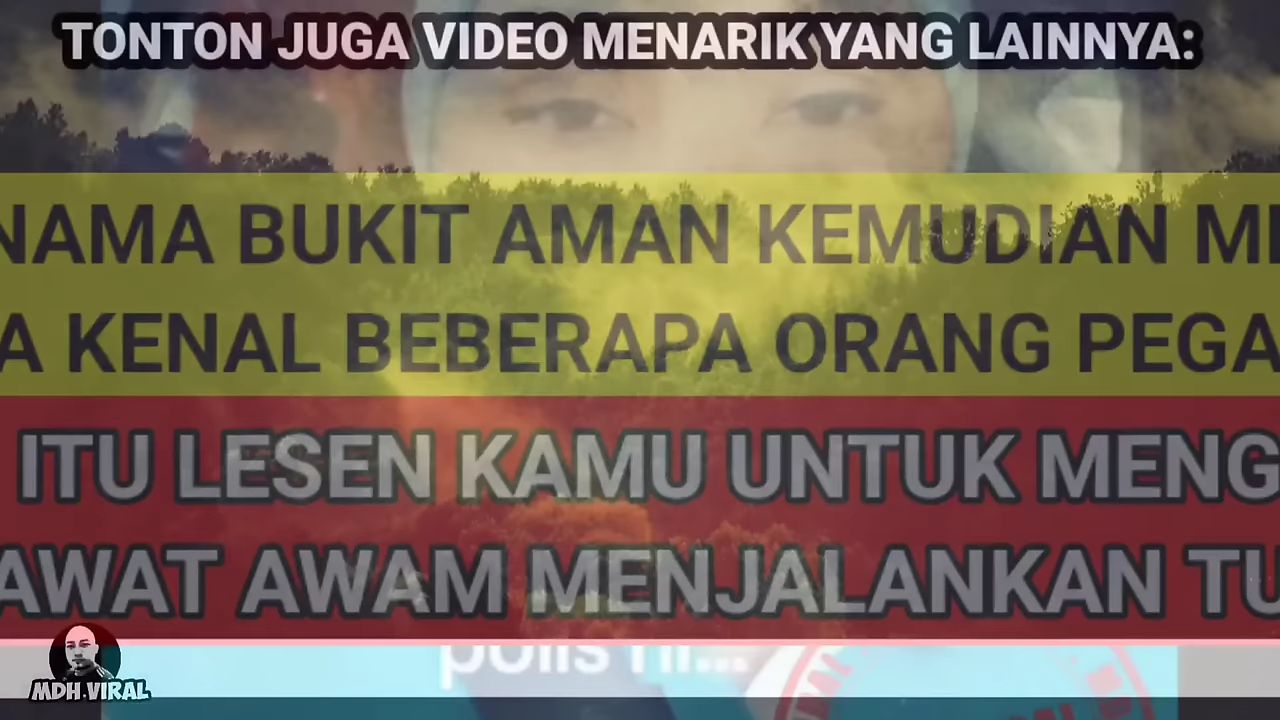 TONTON JUGA VIDEO MENARIK YANG LAINNYA:
NAMA BUKIT AMAN KEMUDIAN
KENAL BEBERAPA ORANG
ITU LESEN KAMU UNTUK
AWAM MENJALANKAN
polis ni...
MDH.VIRAL